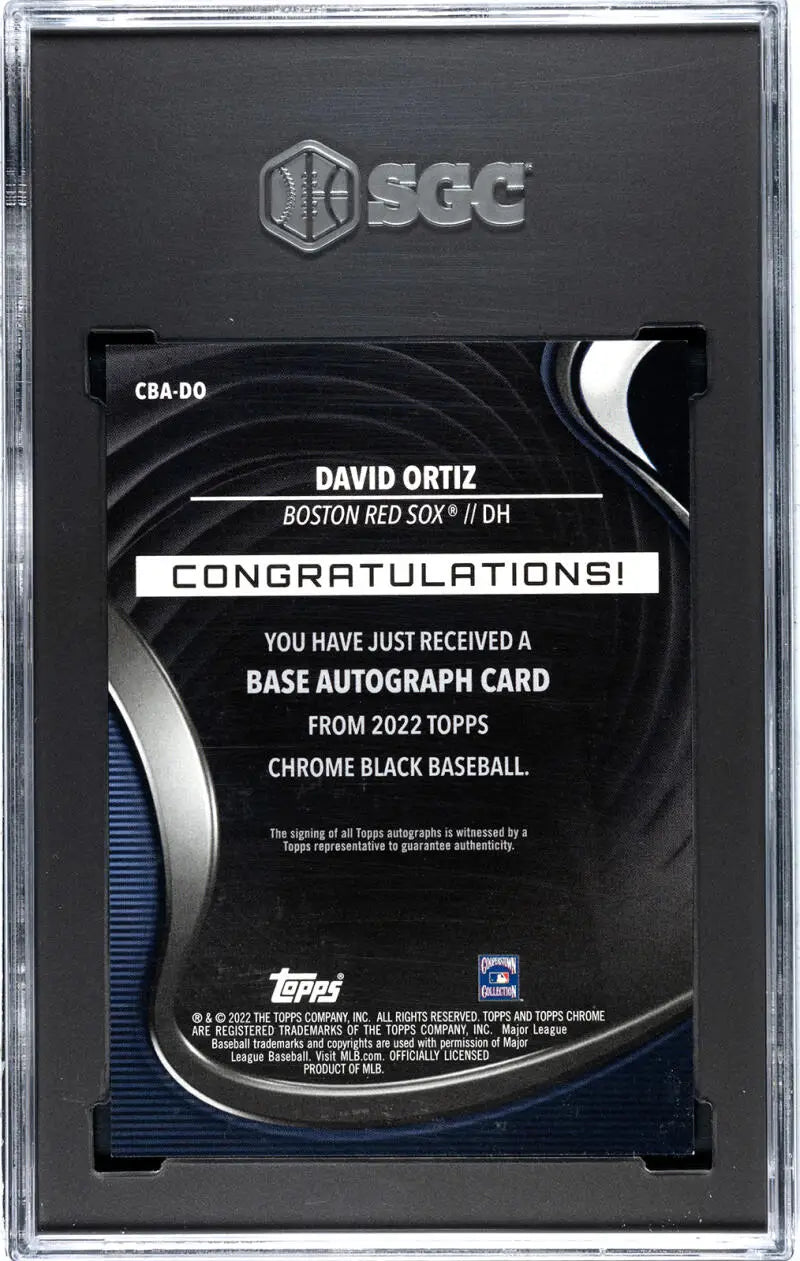 SGC
CBA-DO
DAVID ORTIZ
BOSTON RED SOX® // DH
CONGRATULATIONS!
YOU HAVE JUST RECEIVED A
BASE AUTOGRAPH CARD
FROM 2022 TOPPS
CHROME BLACK BASEBALL.
The signing of all Topps autographs is witnessed by a
Topps representative to guarantee authenticity.
Topps®
COOPERSTOWN
COLLECTION
® & © 2022 THE TOPPS COMPANY, INC. ALL RIGHTS RESERVED. TOPPS AND TOPPS CHROME
ARE REGISTERED TRADEMARKS OF THE TOPPS COMPANY, INC. Major League
Baseball trademarks and copyrights are used with permission of Major
League Baseball. Visit MLB.com. OFFICIALLY LICENSED
PRODUCT OF MLB.